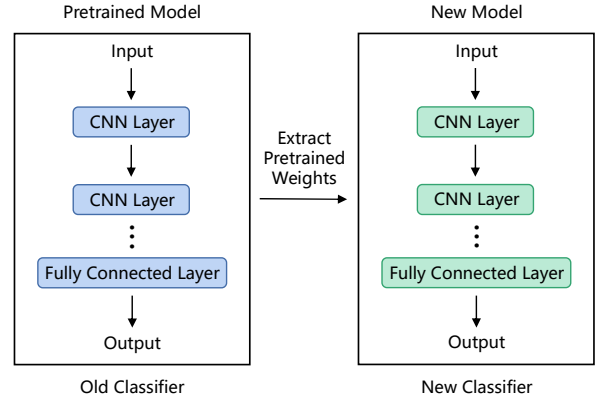 Pretrained Model
Input
CNN Layer
CNN Layer
Fully Connected Layer
Output
Old Classifier
Extract
Pretrained
Weights
New Model
Input
CNN Layer
CNN Layer
Fully Connected Layer
Output
New Classifier